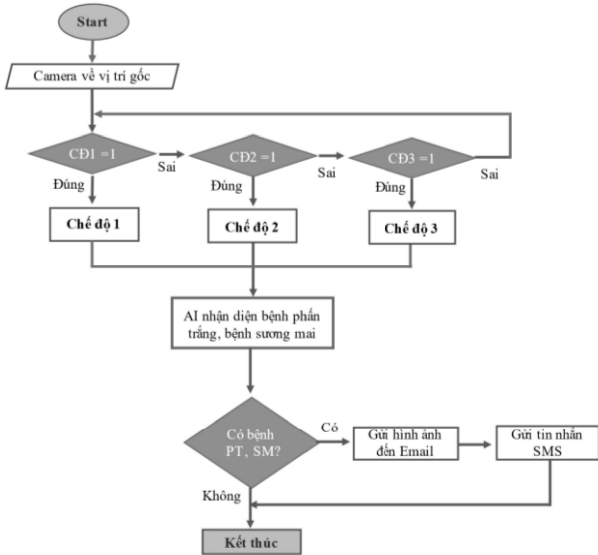 Start
Camera về vị trí gốc
CĐ1 =1
Sai
CĐ2 =1
Sai
CĐ3 =1
Sai
Đúng
Đúng
Đúng
Chế độ 1
Chế độ 2
Chế độ 3
AI nhận diện bệnh phấn
trắng, bệnh sương mai
Có bệnh
PT, SM?
Có
Gửi hình ảnh
đến Email
Gửi tin nhắn
SMS
Không
Kết thúc